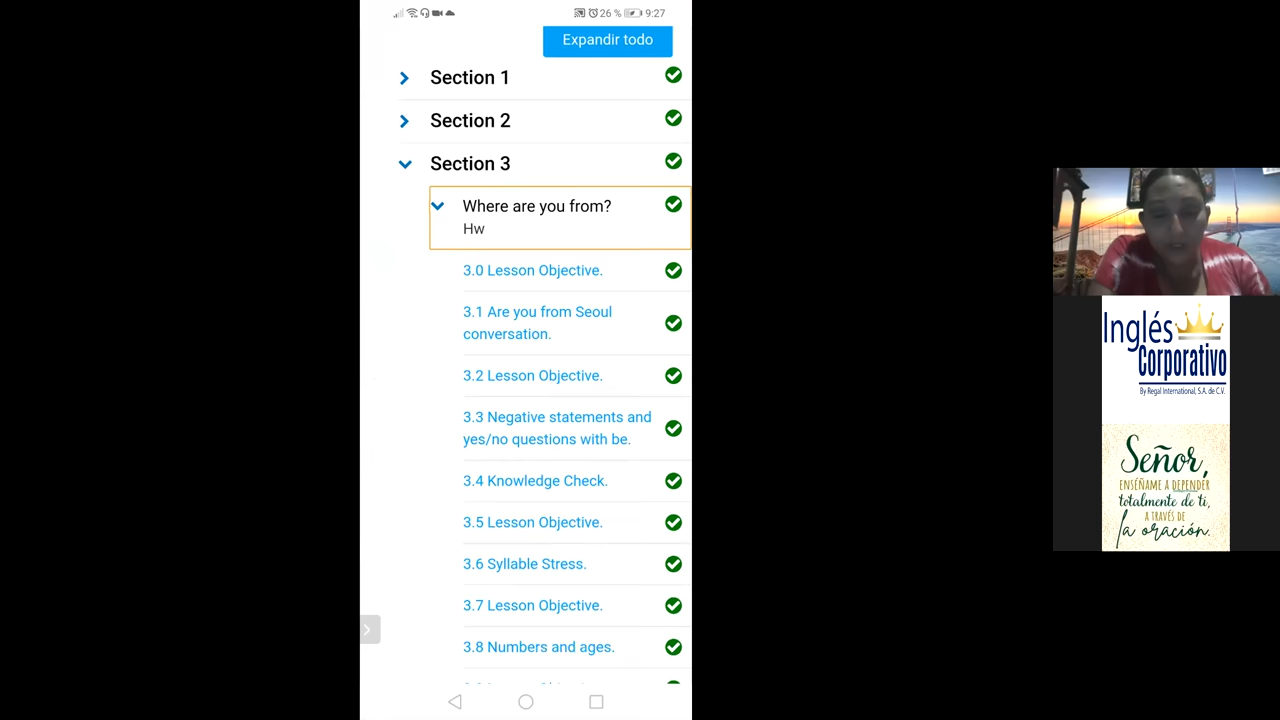 26 % 9:27
Expandir todo
Section 1
Section 2
Section 3
Where are you from?
Hw
3.0 Lesson Objective.
3.1 Are you from Seoul
conversation.
3.2 Lesson Objective.
3.3 Negative statements and
yes/no questions with be.
3.4 Knowledge Check.
3.5 Lesson Objective.
3.6 Syllable Stress.
3.7 Lesson Objective.
3.8 Numbers and ages.
Inglés
Corporativo
By Regal International, S.A. de C.V.
Señor,
ENSÉÑAME A DEPENDER
totalmente de ti,
A TRAVÉS DE
la oración.